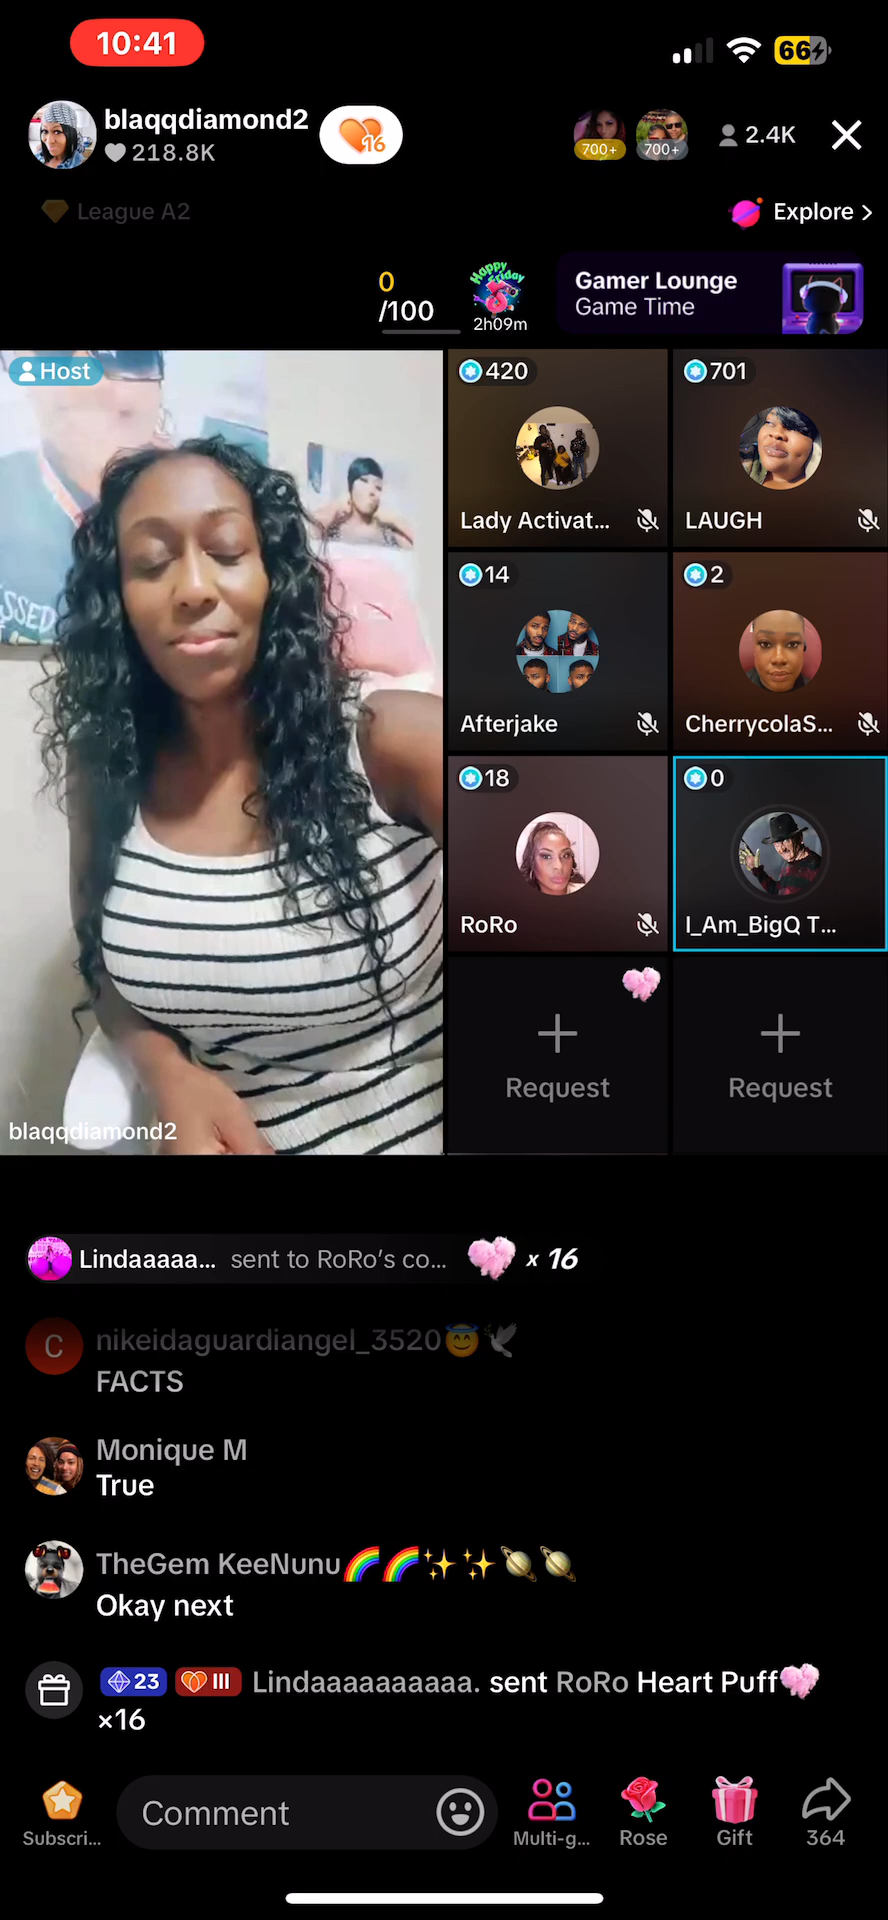 10:41
66
blaqqdiamond2
218.8K
16
700+
700+
2.4K
League A2
Explore >
0
/100
Happy
Friday
2h09m
Gamer Lounge
Game Time
Host
SSED
blaqqdiamond2
420
Lady Activat...
701
LAUGH
14
Afterjake
2
CherrycolaS...
18
RoRo
0
I_Am_BigQ T...
Request
Request
Lindaaaaa... sent to RoRo's co... x 16
C
nikeidaguardiangel_3520😇🕊
FACTS
Monique M
True
TheGem KeeNunu🌈🌈✨✨🪐🪐
Okay next
23 III Lindaaaaaaaaaa. sent RoRo Heart Puff
×16
Subscri...
Comment
Multi-g...
Rose
Gift
364